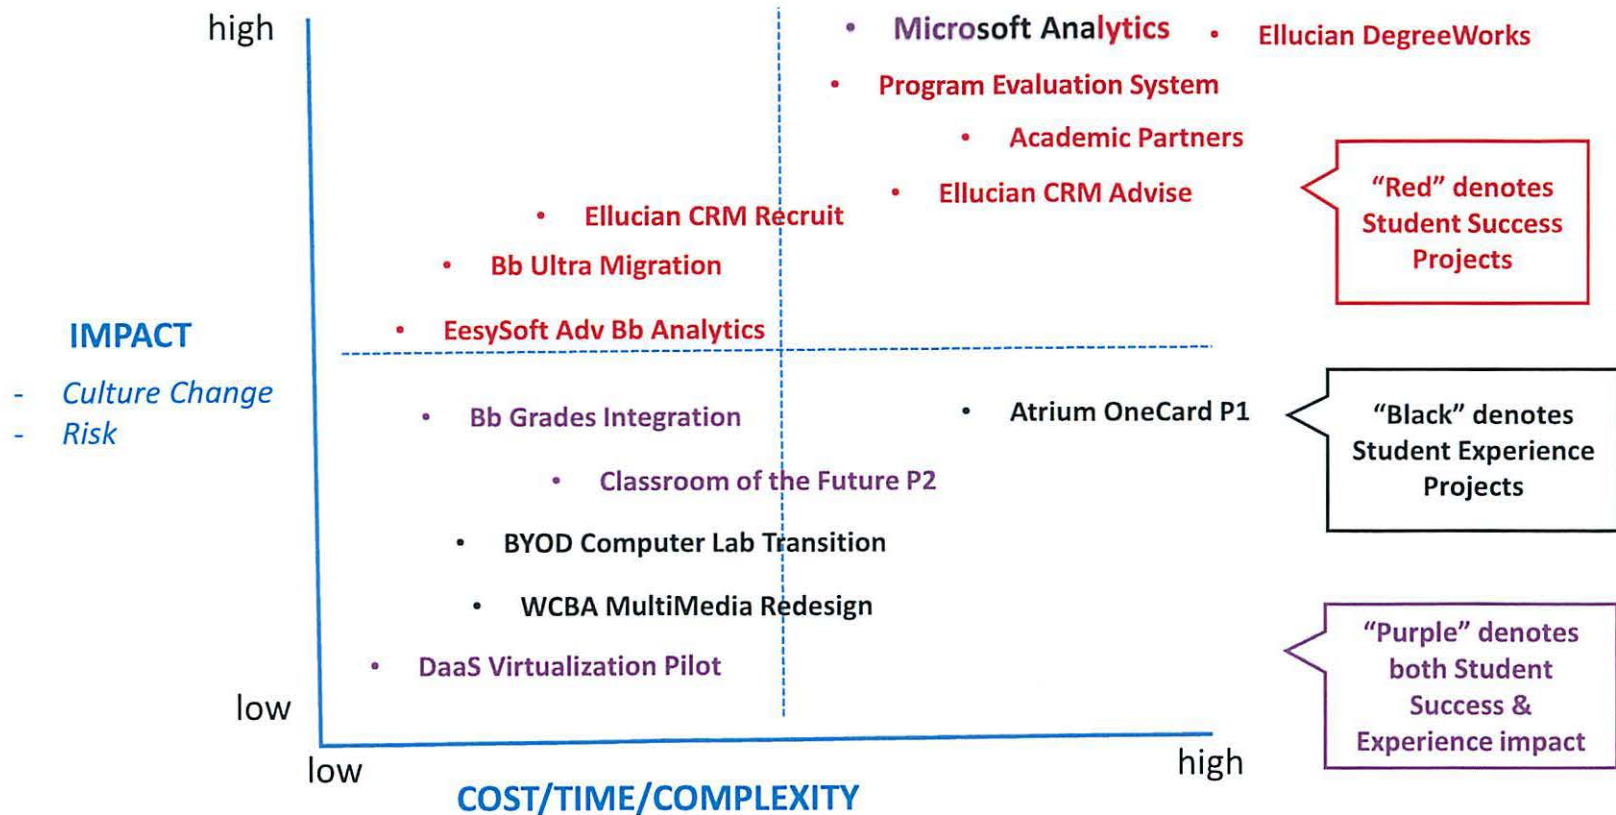 high
• Microsoft Analytics
• Ellucian DegreeWorks
• Program Evaluation System
• Academic Partners
• Ellucian CRM Advise
• Ellucian CRM Recruit
• Bb Ultra Migration
• EesySoft Adv Bb Analytics
“Red” denotes
Student Success
Projects
IMPACT
- Culture Change
- Risk
• Bb Grades Integration
• Atrium OneCard P1
• Classroom of the Future P2
• BYOD Computer Lab Transition
• WCBA MultiMedia Redesign
• DaaS Virtualization Pilot
“Black” denotes
Student Experience
Projects
“Purple” denotes
both Student
Success &
Experience impact
low
low
high
COST/TIME/COMPLEXITY